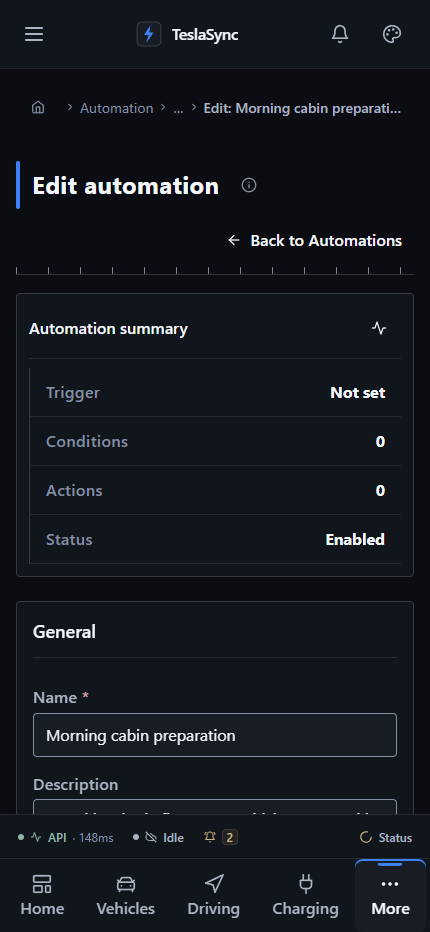 TeslaSync
Automation
...
Edit: Morning cabin preparati...
Edit automation
Back to Automations
Automation summary
Trigger
Not set
Conditions
0
Actions
0
Status
Enabled
General
Name *
Morning cabin preparation
Description
API · 148ms
Idle
2
Status
Home
Vehicles
Driving
Charging
More